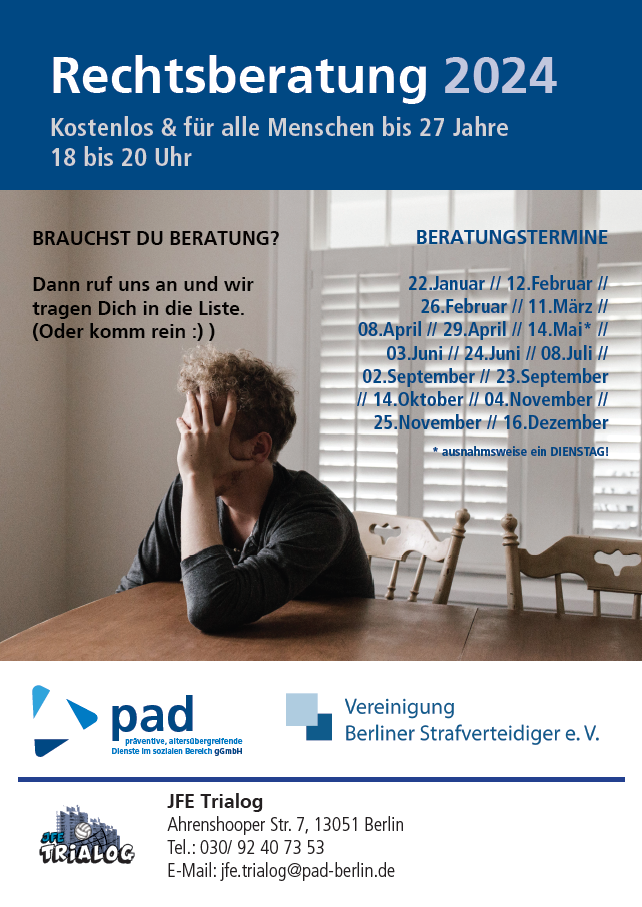 Rechtsberatung 2024
Kostenlos & für alle Menschen bis 27 Jahre
18 bis 20 Uhr
BRAUCHST DU BERATUNG?
Dann ruf uns an und wir
tragen Dich in die Liste.
(Oder komm rein :) )
BERATUNGSTERMINE
22.Januar // 12.Februar //
26.Februar // 11.März //
08.April // 29.April // 14.Mai* //
03.Juni // 24.Juni // 08.Juli //
02.September // 23.September
// 14.Oktober // 04.November //
25.November // 16.Dezember
* ausnahmsweise ein DIENSTAG!
pad
präventive, altersübergreifende
Dienste im sozialen Bereich gGmbH
Vereinigung
Berliner Strafverteidiger e. V.
JFE
TRiALOG
JFE Trialog
Ahrenshooper Str. 7, 13051 Berlin
Tel.: 030/ 92 40 73 53
E-Mail: jfe.trialog@pad-berlin.de